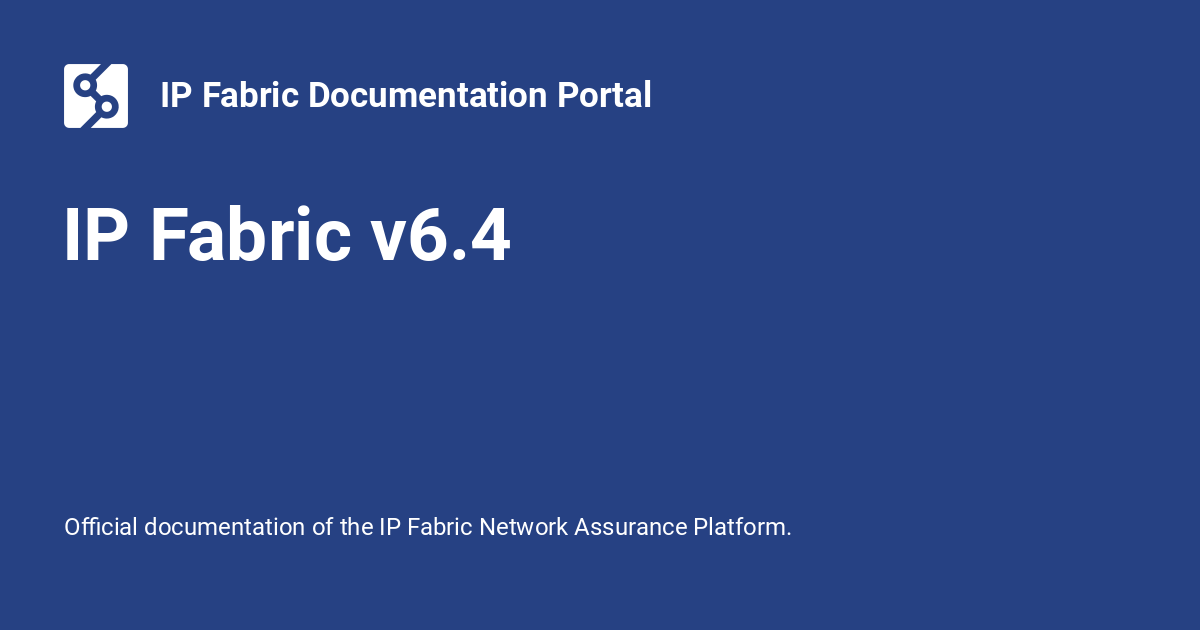 IP Fabric Documentation Portal
IP Fabric v6.4
Official documentation of the IP Fabric Network Assurance Platform.